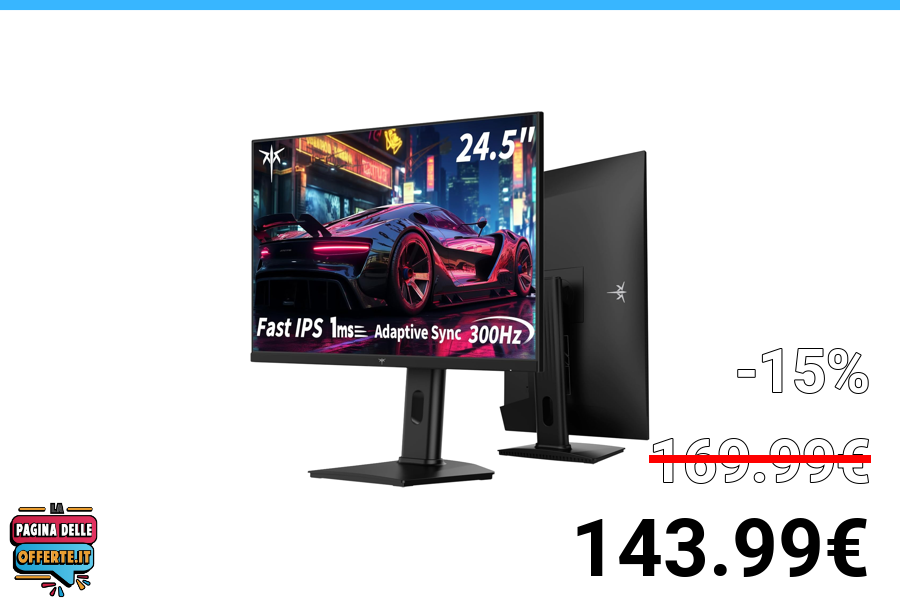 24.5"
Fast IPS 1ms Adaptive Sync 300Hz
-15%
169.99€
143.99€
LA
PAGINA DELLE
OFFERTE.IT